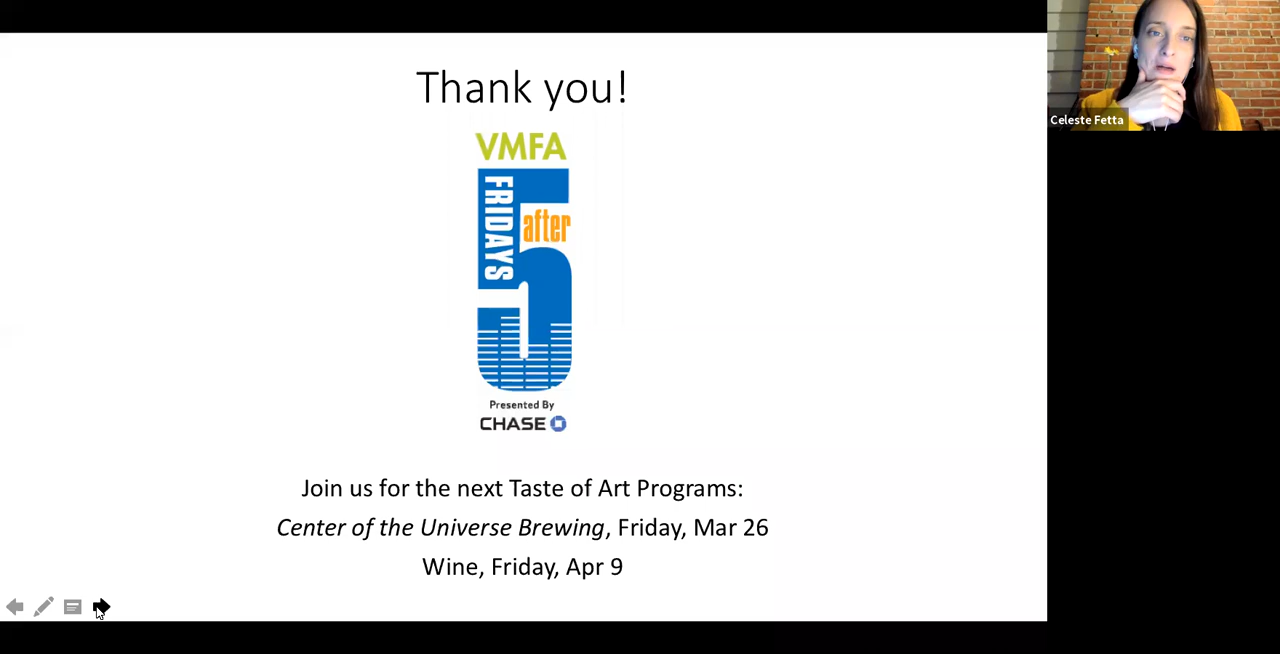 Thank you!
VMFA
FRIDAYS
after
5
Presented By
CHASE
Join us for the next Taste of Art Programs:
Center of the Universe Brewing, Friday, Mar 26
Wine, Friday, Apr 9
Celeste Fetta